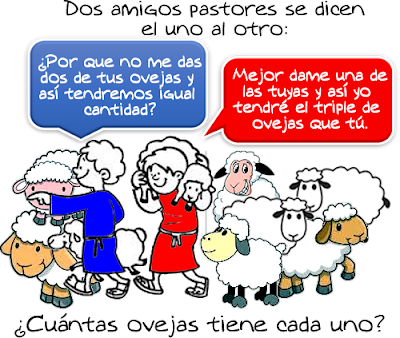 Dos amigos pastores se dicen
el uno al otro:
¿Por que no me das
dos de tus ovejas y
así tendremos igual
cantidad?
Mejor dame una de
las tuyas y así yo
tendré el triple de
ovejas que tú.
¿Cuántas ovejas tiene cada uno?